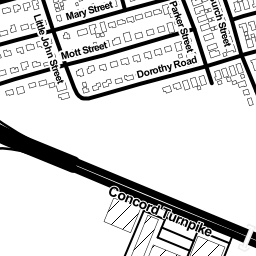 Mary Street
Parker Street
Church Street
Little John Street
Mott Street
Dorothy Road
Concord Turnpike